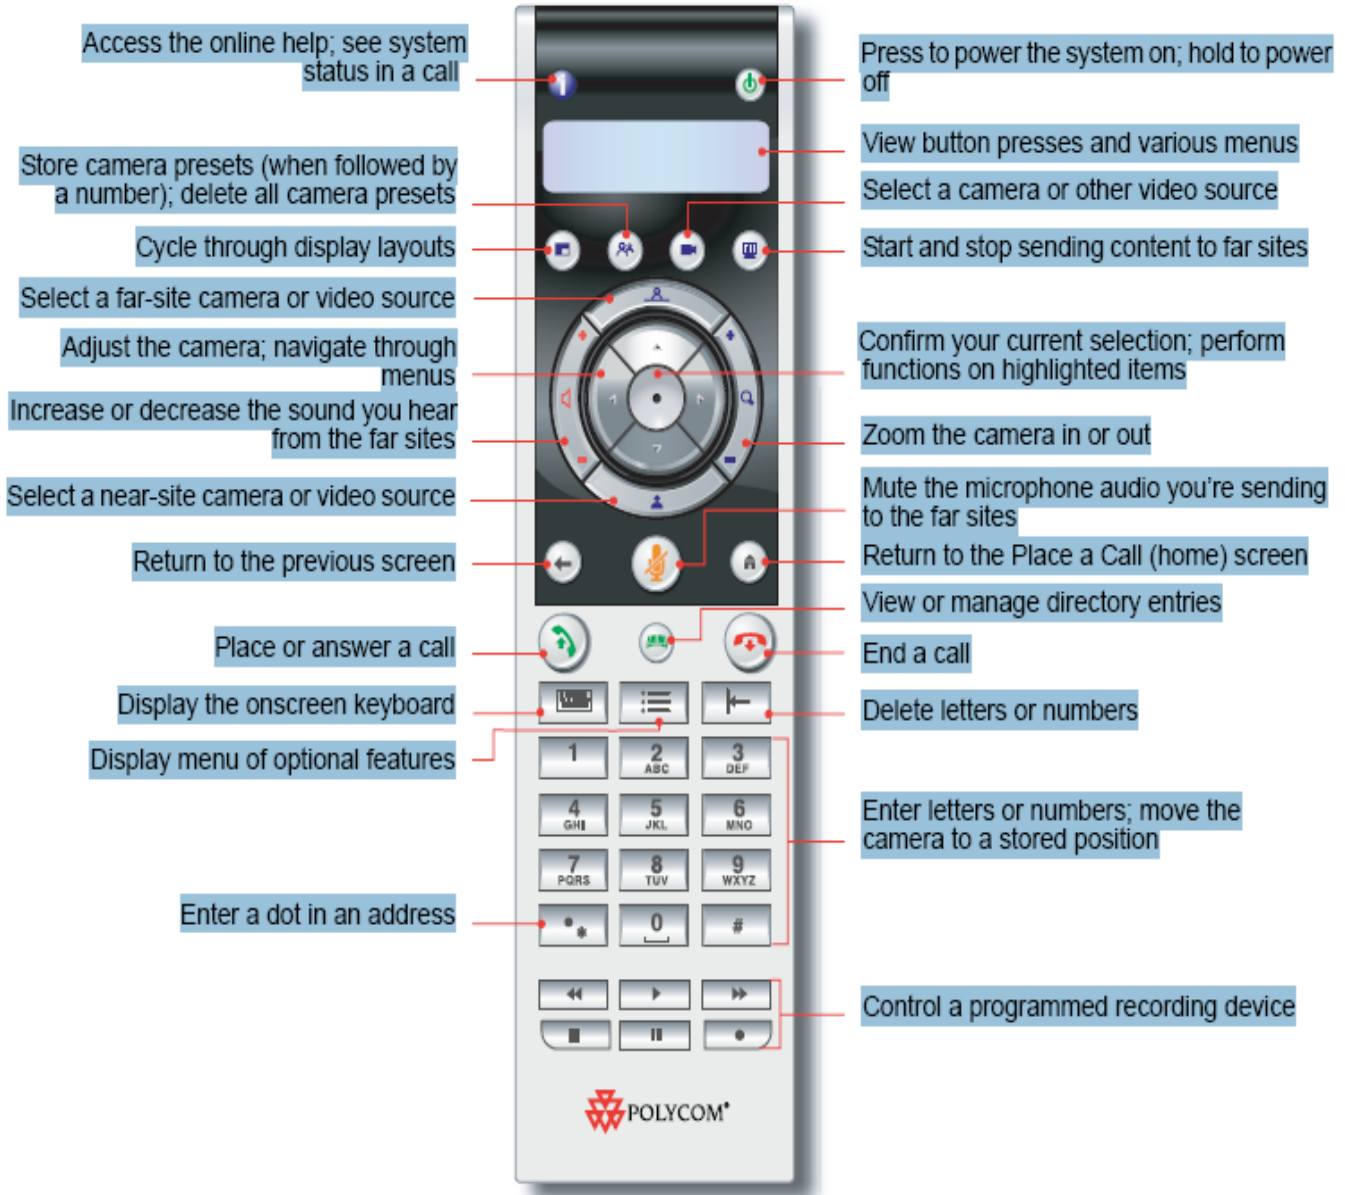 Access the online help; see system
status in a call
Press to power the system on; hold to power
off
View button presses and various menus
Store camera presets (when followed by
a number); delete all camera presets
Select a camera or other video source
Cycle through display layouts
Start and stop sending content to far sites
Select a far-site camera or video source
Adjust the camera; navigate through
menus
Confirm your current selection; perform
functions on highlighted items
Increase or decrease the sound you hear
from the far sites
Zoom the camera in or out
Select a near-site camera or video source
Mute the microphone audio you're sending
to the far sites
Return to the previous screen
Return to the Place a Call (home) screen
View or manage directory entries
Place or answer a call
End a call
Display the onscreen keyboard
Delete letters or numbers
Display menu of optional features
1
2
ABC
3
DEF
4
GHI
5
JKL
6
MNO
7
PQRS
8
TUV
9
WXYZ
Enter letters or numbers; move the
camera to a stored position
Enter a dot in an address
•*
0
#
Control a programmed recording device
POLYCOM®